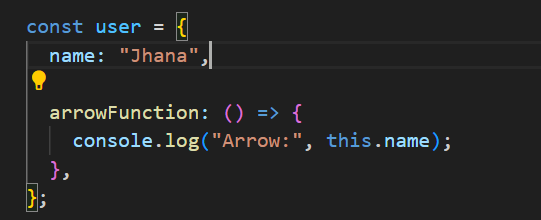 const user = {
  name: "Jhana",
  arrowFunction: () => {
    console.log("Arrow:", this.name);
  },
};